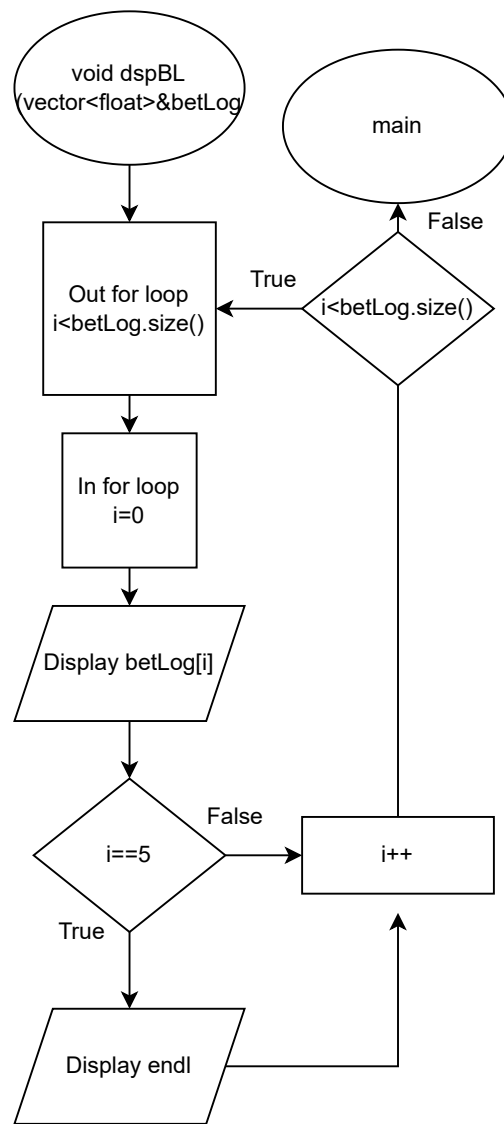 void dspBL
(vector<float>&betLog
main
False
True
Out for loop
i<betLog.size()
i<betLog.size()
In for loop
i=0
Display betLog[i]
False
i==5
i++
True
Display endl